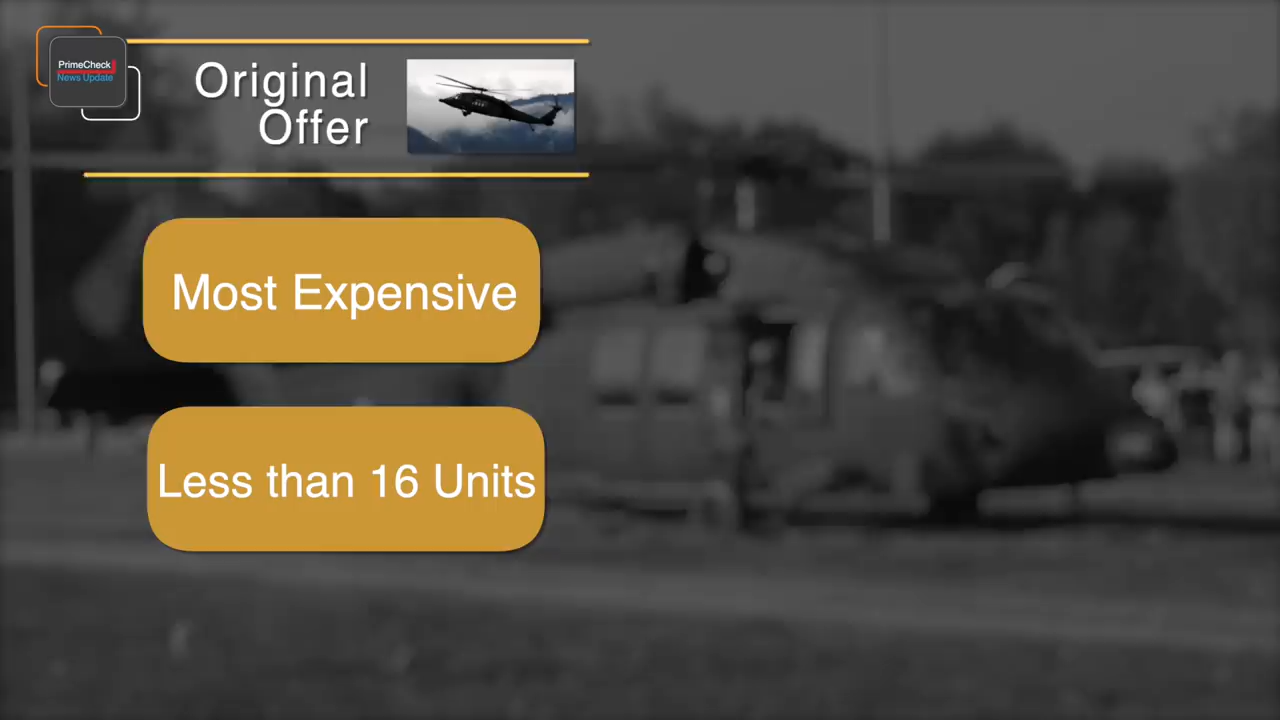 PrimeCheck
News Update
Original
Offer
Most Expensive
Less than 16 Units